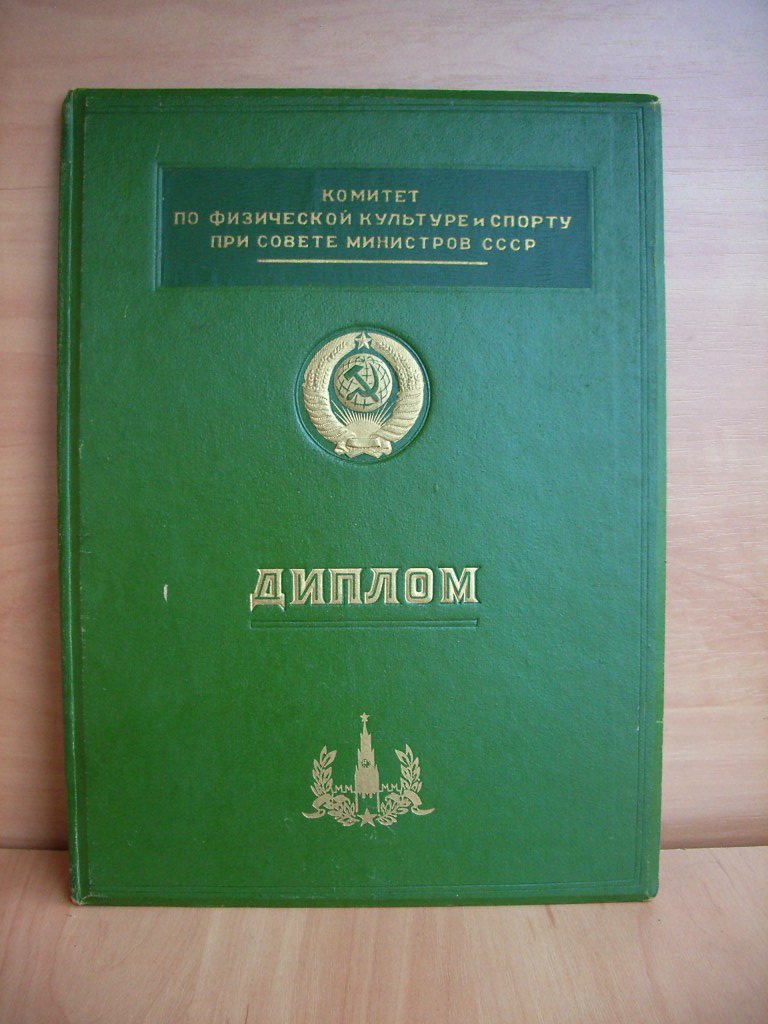 КОМИТЕТ
ПО ФИЗИЧЕСКОЙ КУЛЬТУРЕ и СПОРТУ
ПРИ СОВЕТЕ МИНИСТРОВ СССР
ДИПЛОМ